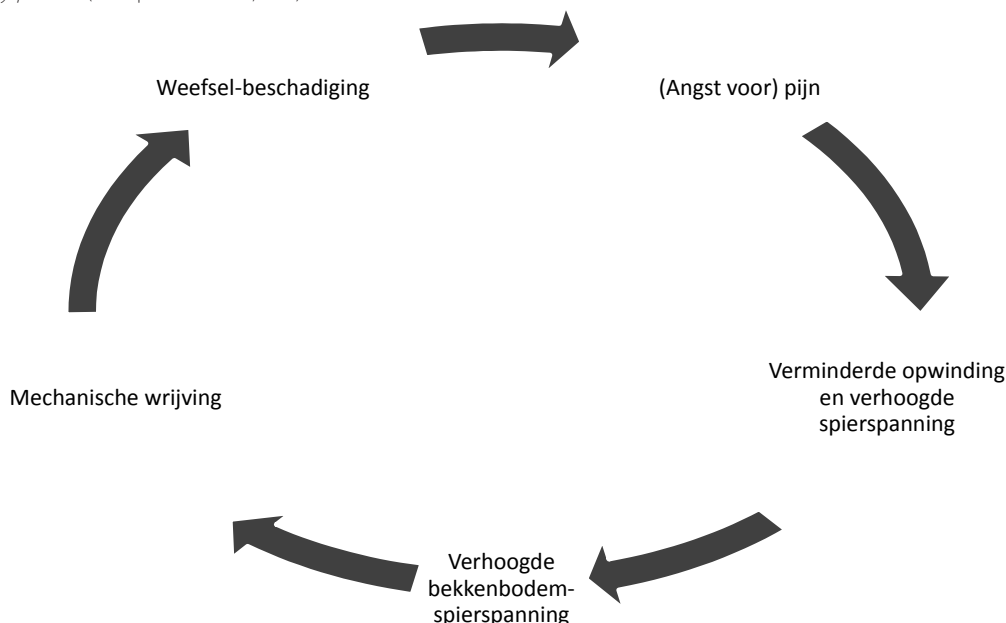 Weefsel-beschadiging
(Angst voor) pijn
Verminderde opwinding
en verhoogde
spierspanning
Mechanische wrijving
Verhoogde
bekkenbodem-
spierspanning